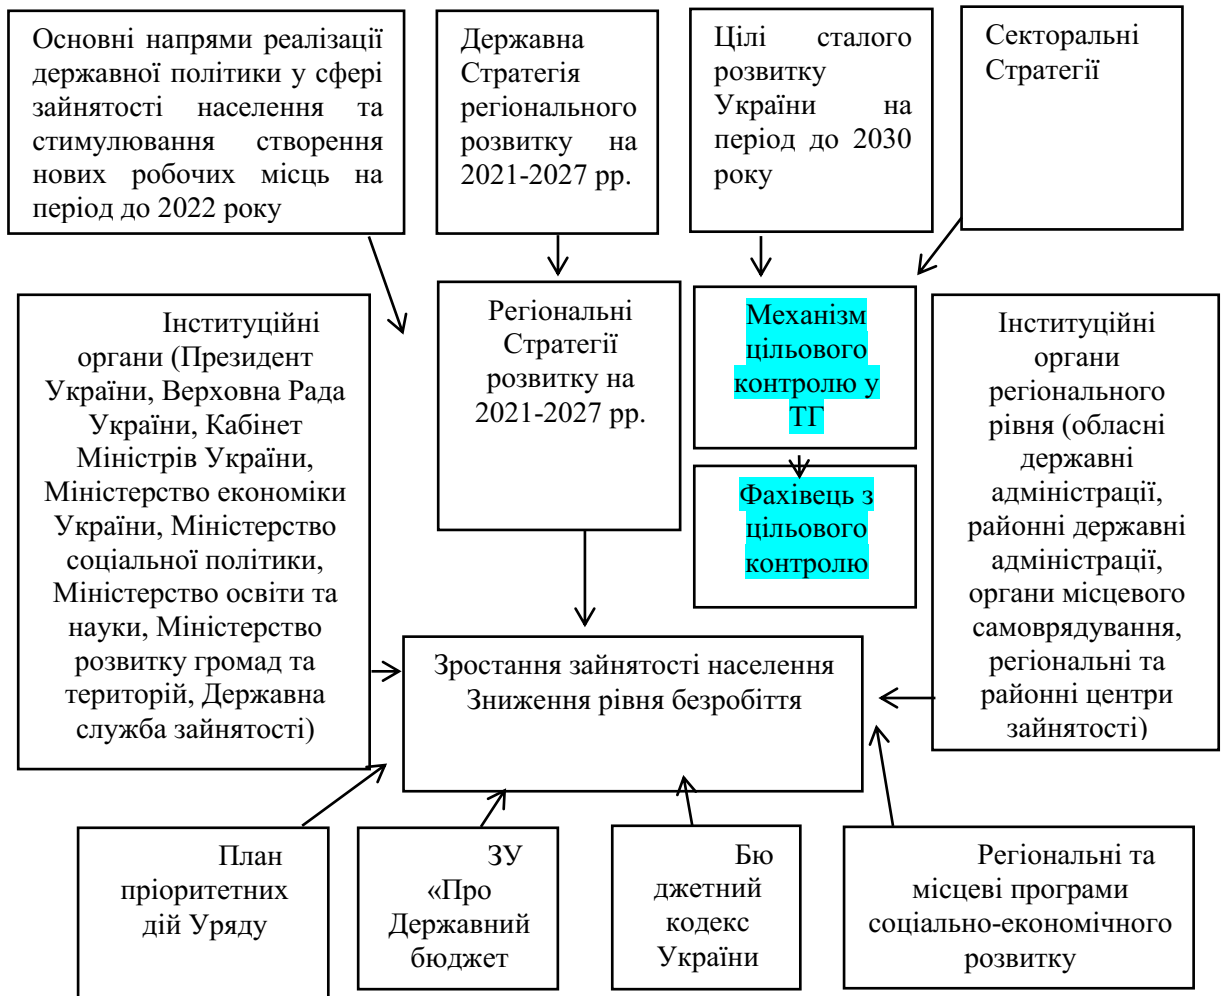 Основні напрями реалізації
державної політики у сфері
зайнятості населення та
стимулювання створення
нових робочих місць на
період до 2022 року
Державна
Стратегія
регіонального
розвитку на
2021-2027 рр.
Цілі сталого
розвитку
України на
період до 2030
року
Секторальні
Стратегії
Інституційні
органи (Президент
України, Верховна Рада
України, Кабінет
Міністрів України,
Міністерство економіки
України, Міністерство
соціальної політики,
Міністерство освіти та
науки, Міністерство
розвитку громад та
територій, Державна
служба зайнятості)
Регіональні
Стратегії
розвитку на
2021-2027 рр.
Механізм
цільового
контролю у
ТГ
Фахівець з
цільового
контролю
Інституційні
органи
регіонального
рівня (обласні
державні
адміністрації,
районні державні
адміністрації,
органи місцевого
самоврядування,
регіональні та
районні центри
зайнятості)
Зростання зайнятості населення
Зниження рівня безробіття
План
пріоритетних
дій Уряду
ЗУ
«Про
Державний
бюджет
Бю
джетний
кодекс
України
Регіональні та
місцеві програми
соціально-економічного
розвитку